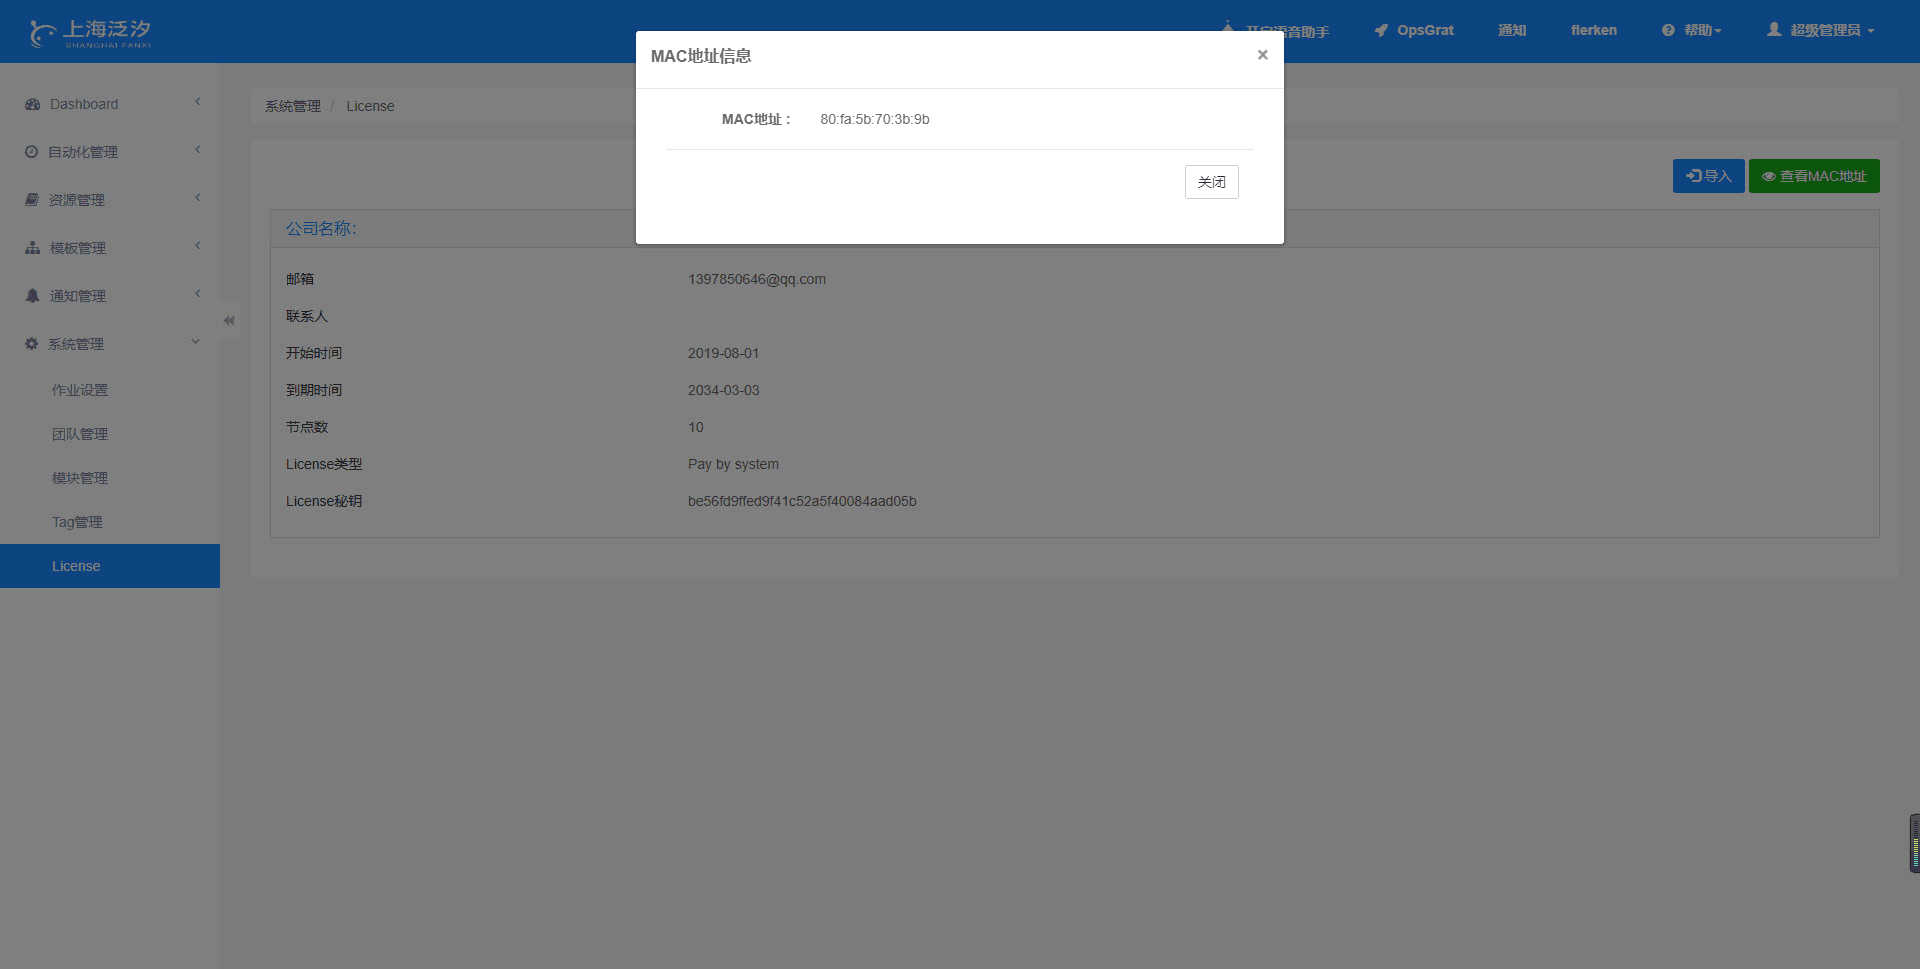 上海泛汐
SHANGHAI FANXI
语音助手
OpsGrat
通知
flerken
帮助
超级管理员
MAC地址信息
×
MAC地址：
80:fa:5b:70:3b:9b
关闭
Dashboard
自动化管理
资源管理
模板管理
通知管理
系统管理
作业设置
团队管理
模块管理
Tag管理
License
系统管理 / License
导入
查看MAC地址
公司名称:
邮箱
1397850646@qq.com
联系人
开始时间
2019-08-01
到期时间
2034-03-03
节点数
10
License类型
Pay by system
License秘钥
be56fd9ffed9f41c52a5f40084aad05b